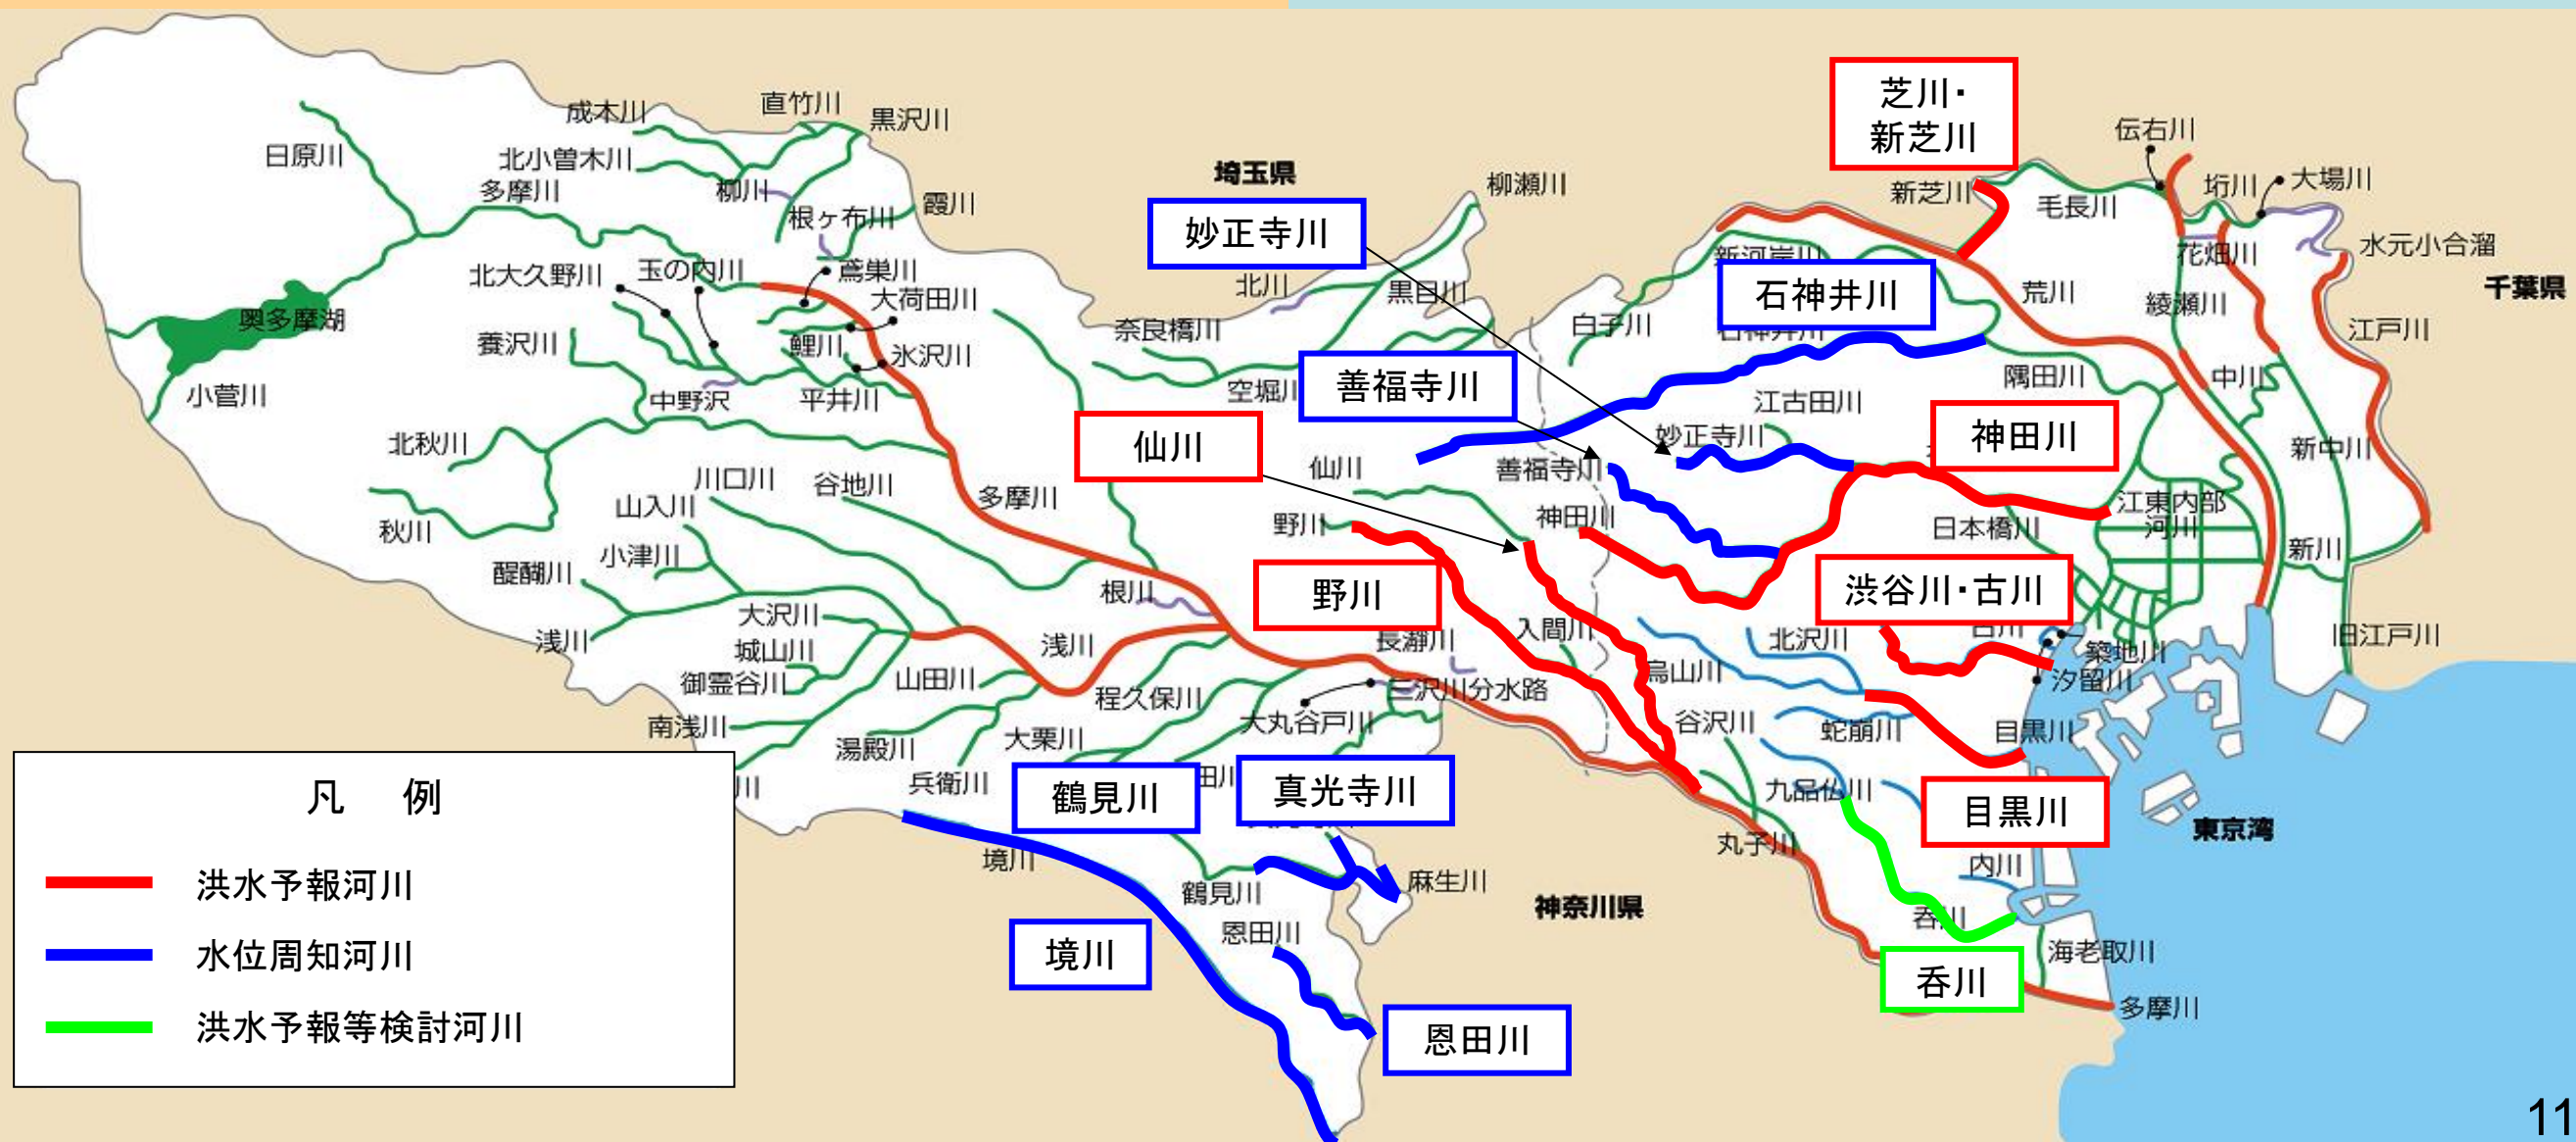 芝川・
新芝川
成木川
直竹川
黒沢川
伝右川
日原川
北小曽木川
埼玉県
垳川
大場川
多摩川
柳川
霞川
柳瀬川
新芝川
毛長川
根ヶ布川
妙正寺川
水元小合溜
花畑川
北大久野川
玉の内川
鳶巣川
新河岸川
千葉県
北川
黒目川
石神井川
荒川
綾瀬川
大荷田川
奥多摩湖
奈良橋川
白子川
石神井川
江戸川
養沢川
鯉川
氷沢川
小菅川
中野沢
平井川
空堀川
善福寺川
隅田川
中川
江古田川
北秋川
仙川
妙正寺川
神田川
新中川
仙川
善福寺川
川口川
谷地川
多摩川
山入川
秋川
野川
神田川
日本橋川
江東内部
河川
小津川
新川
醍醐川
根川
野川
渋谷川・古川
大沢川
浅川
浅川
長瀞川
入間川
北沢川
古川
旧江戸川
城山川
築地川
御霊谷川
山田川
程久保川
三沢川分水路
烏山川
汐留川
南浅川
湯殿川
大栗川
大丸谷戸川
谷沢川
蛇崩川
目黒川
兵衛川
鶴見川
真光寺川
九品仏川
目黒川
東京湾
丸子川
境川
鶴見川
麻生川
神奈川県
内川
恩田川
呑川
境川
海老取川
呑川
恩田川
多摩川
凡 例
洪水予報河川
水位周知河川
洪水予報等検討河川
11